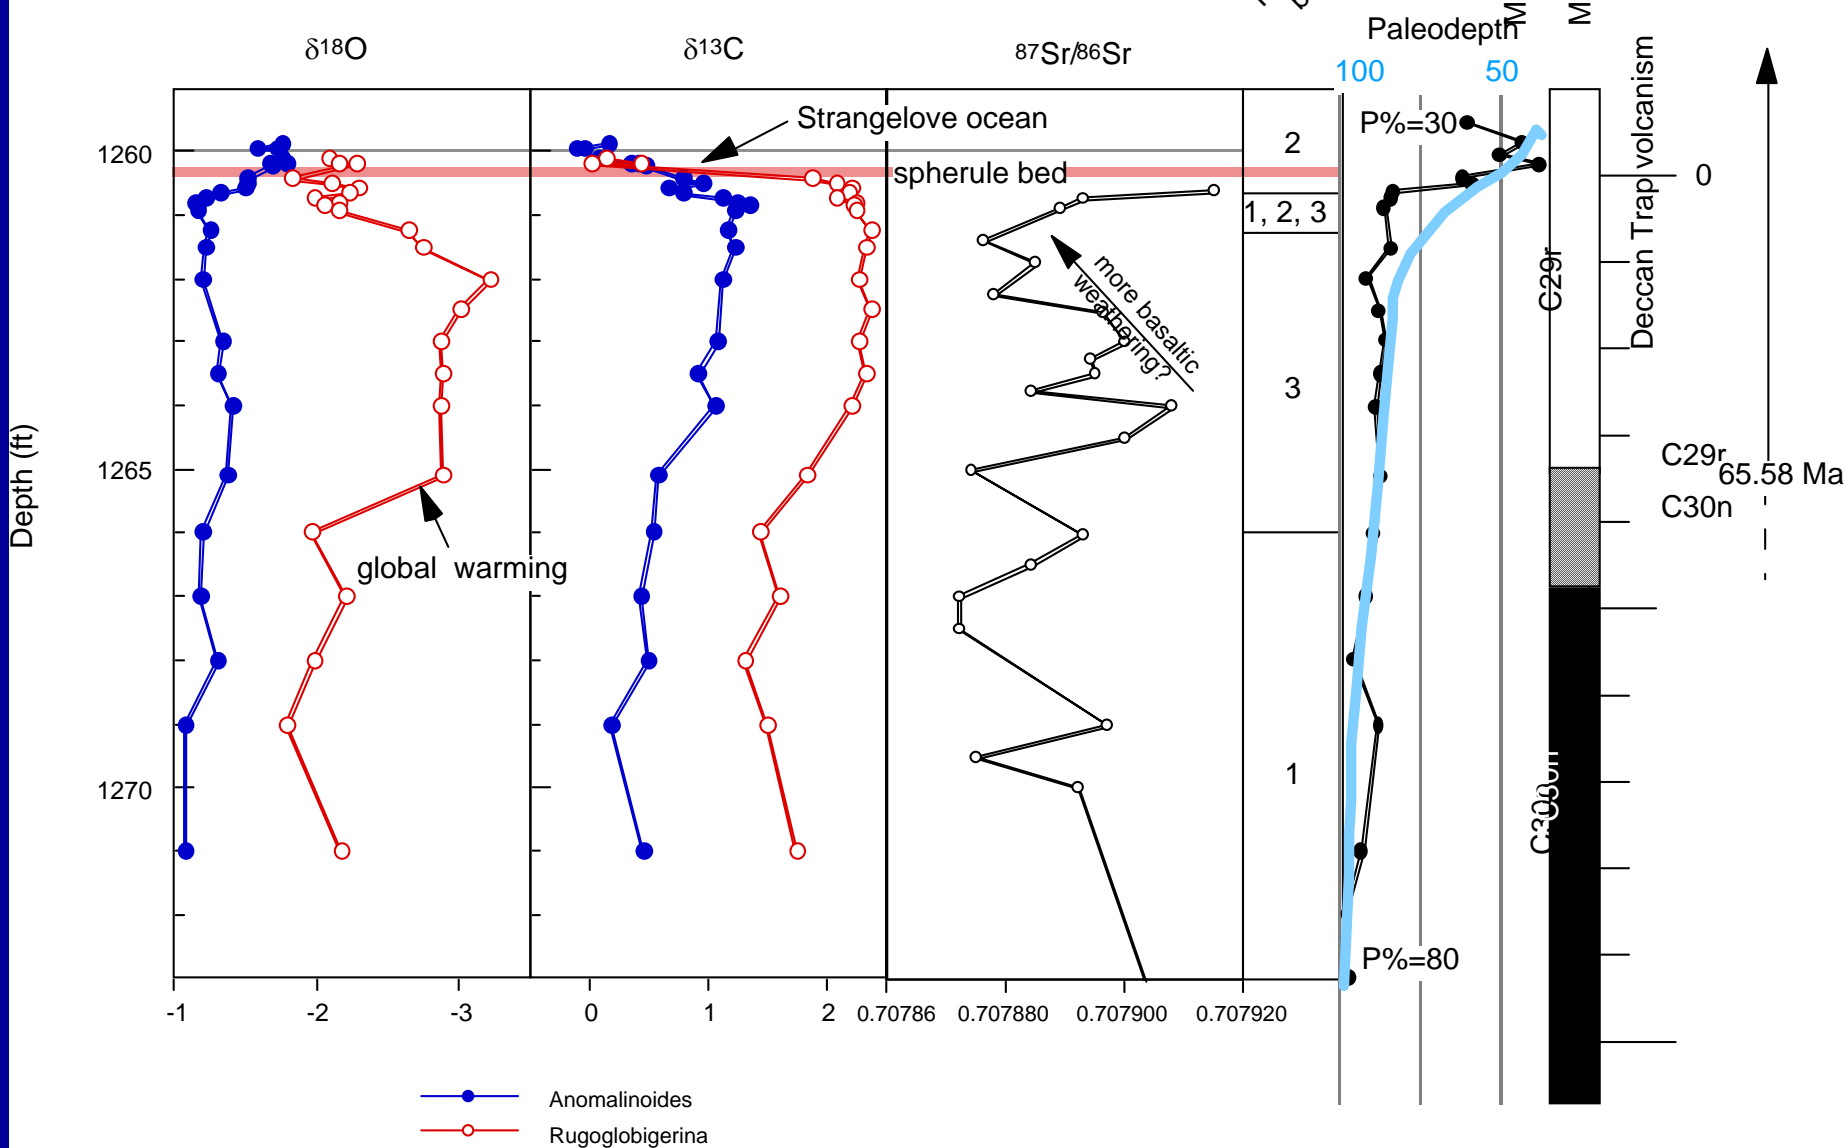 Paleodepth
M
M
δ18O
δ13C
87Sr/86Sr
100
50
Strangelove ocean
P%=30
2
1260
spherule bed
0
1, 2, 3
more basaltic
weathering?
C29r
Deccan Trap volcanism
3
Depth (ft)
1265
C29r
65.58 Ma
C30n
global warming
1270
1
C30n
C30n
P%=80
-1
-2
-3
0
1
2
0.70786
0.707880
0.707900
0.707920
Anomalinoides
Rugoglobigerina